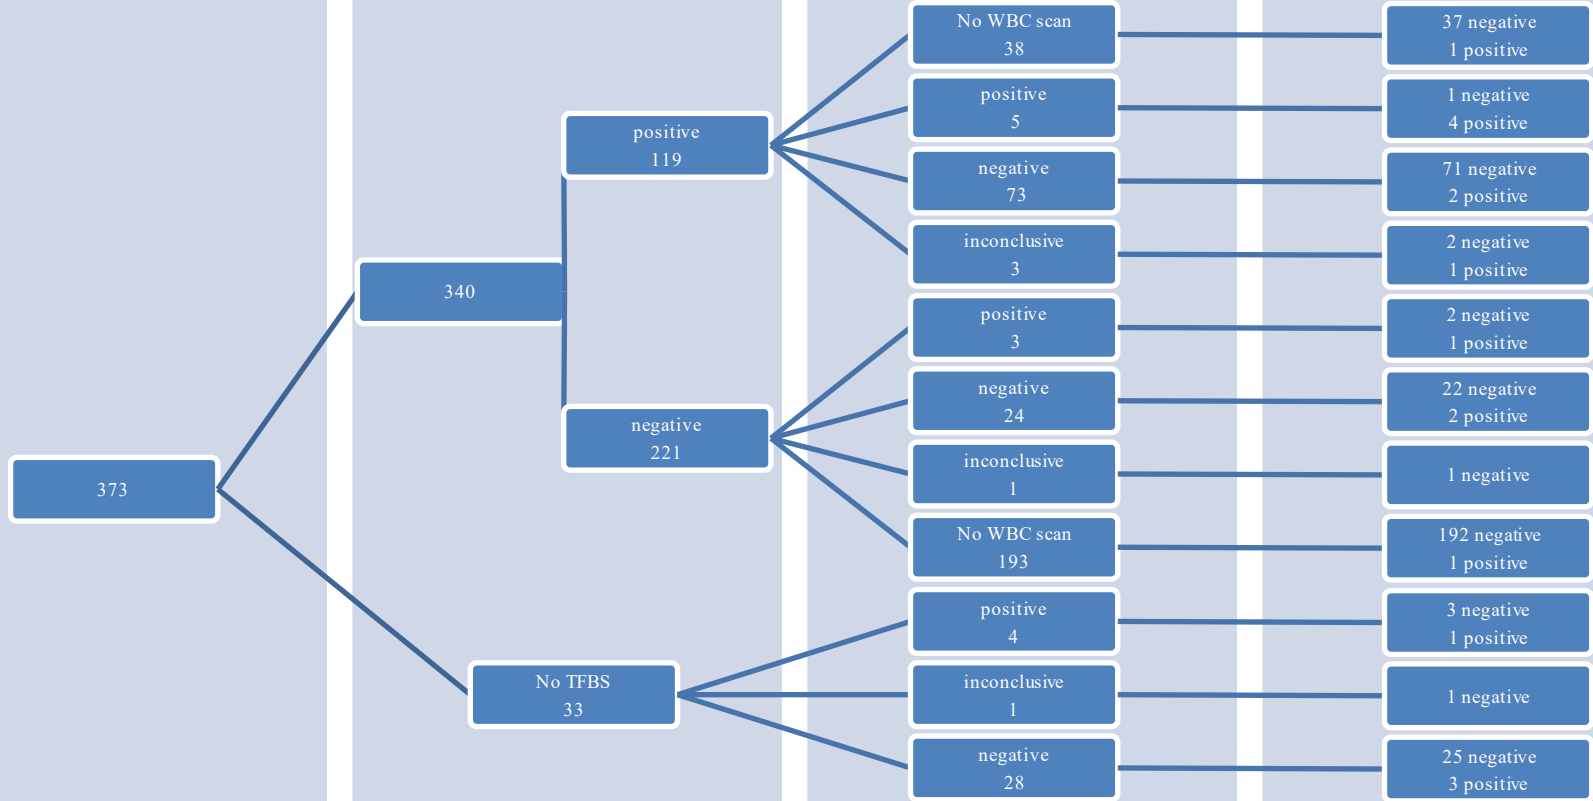 373
340
No TFBS
33
positive
119
negative
221
No WBC scan
38
positive
5
negative
73
inconclusive
3
positive
3
negative
24
inconclusive
1
No WBC scan
193
positive
4
inconclusive
1
negative
28
37 negative
1 positive
1 negative
4 positive
71 negative
2 positive
2 negative
1 positive
2 negative
1 positive
22 negative
2 positive
1 negative
192 negative
1 positive
3 negative
1 positive
1 negative
25 negative
3 positive